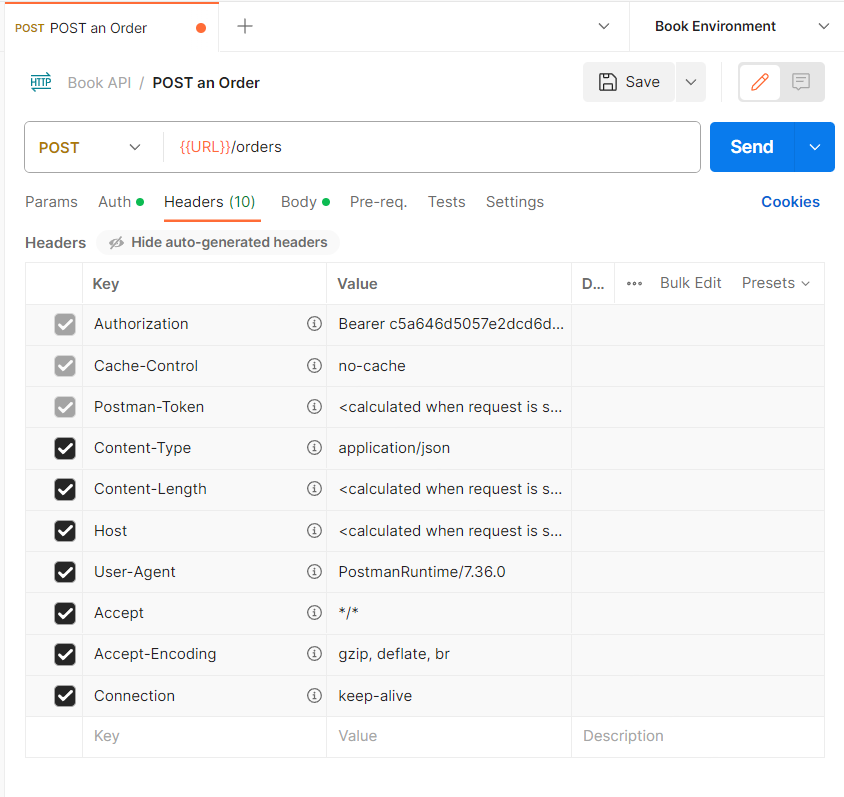 POST POST an Order Book Environment
HTTP Book API / POST an Order Save
POST {{URL}}/orders Send
Params Auth Headers (10) Body Pre-req. Tests Settings Cookies
Headers Hide auto-generated headers
Key Value D... Bulk Edit Presets
Authorization Bearer c5a646d5057e2dcd6d...
Cache-Control no-cache
Postman-Token <calculated when request is s...
Content-Type application/json
Content-Length <calculated when request is s...
Host <calculated when request is s...
User-Agent PostmanRuntime/7.36.0
Accept */*
Accept-Encoding gzip, deflate, br
Connection keep-alive
Key Value Description